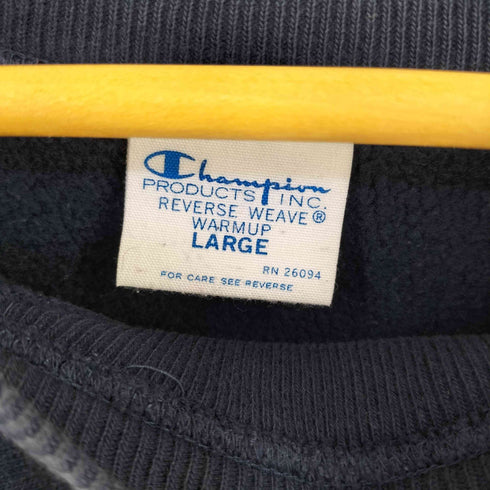 Champion
PRODUCTS INC.
REVERSE WEAVE®
WARMUP
LARGE
RN 26094
FOR CARE SEE REVERSE